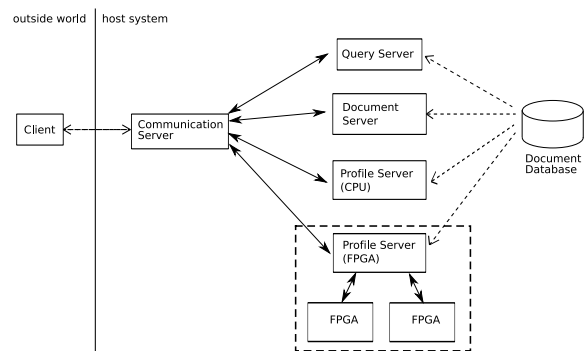 outside world
host system
Query Server
Client
Communication
Server
Document
Server
Document
Database
Profile Server
(CPU)
Profile Server
(FPGA)
FPGA
FPGA